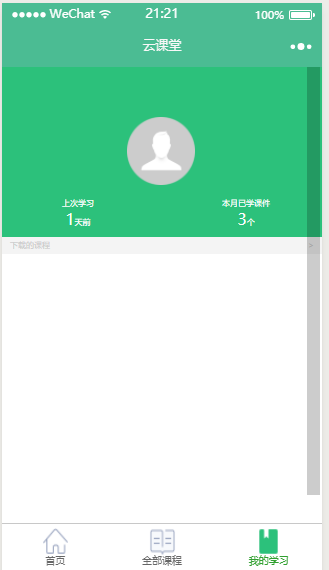 WeChat 21:21 100%
云课堂
上次学习 本月已学课件
1天前 3个
下载的课程 >
首页 全部课程 我的学习